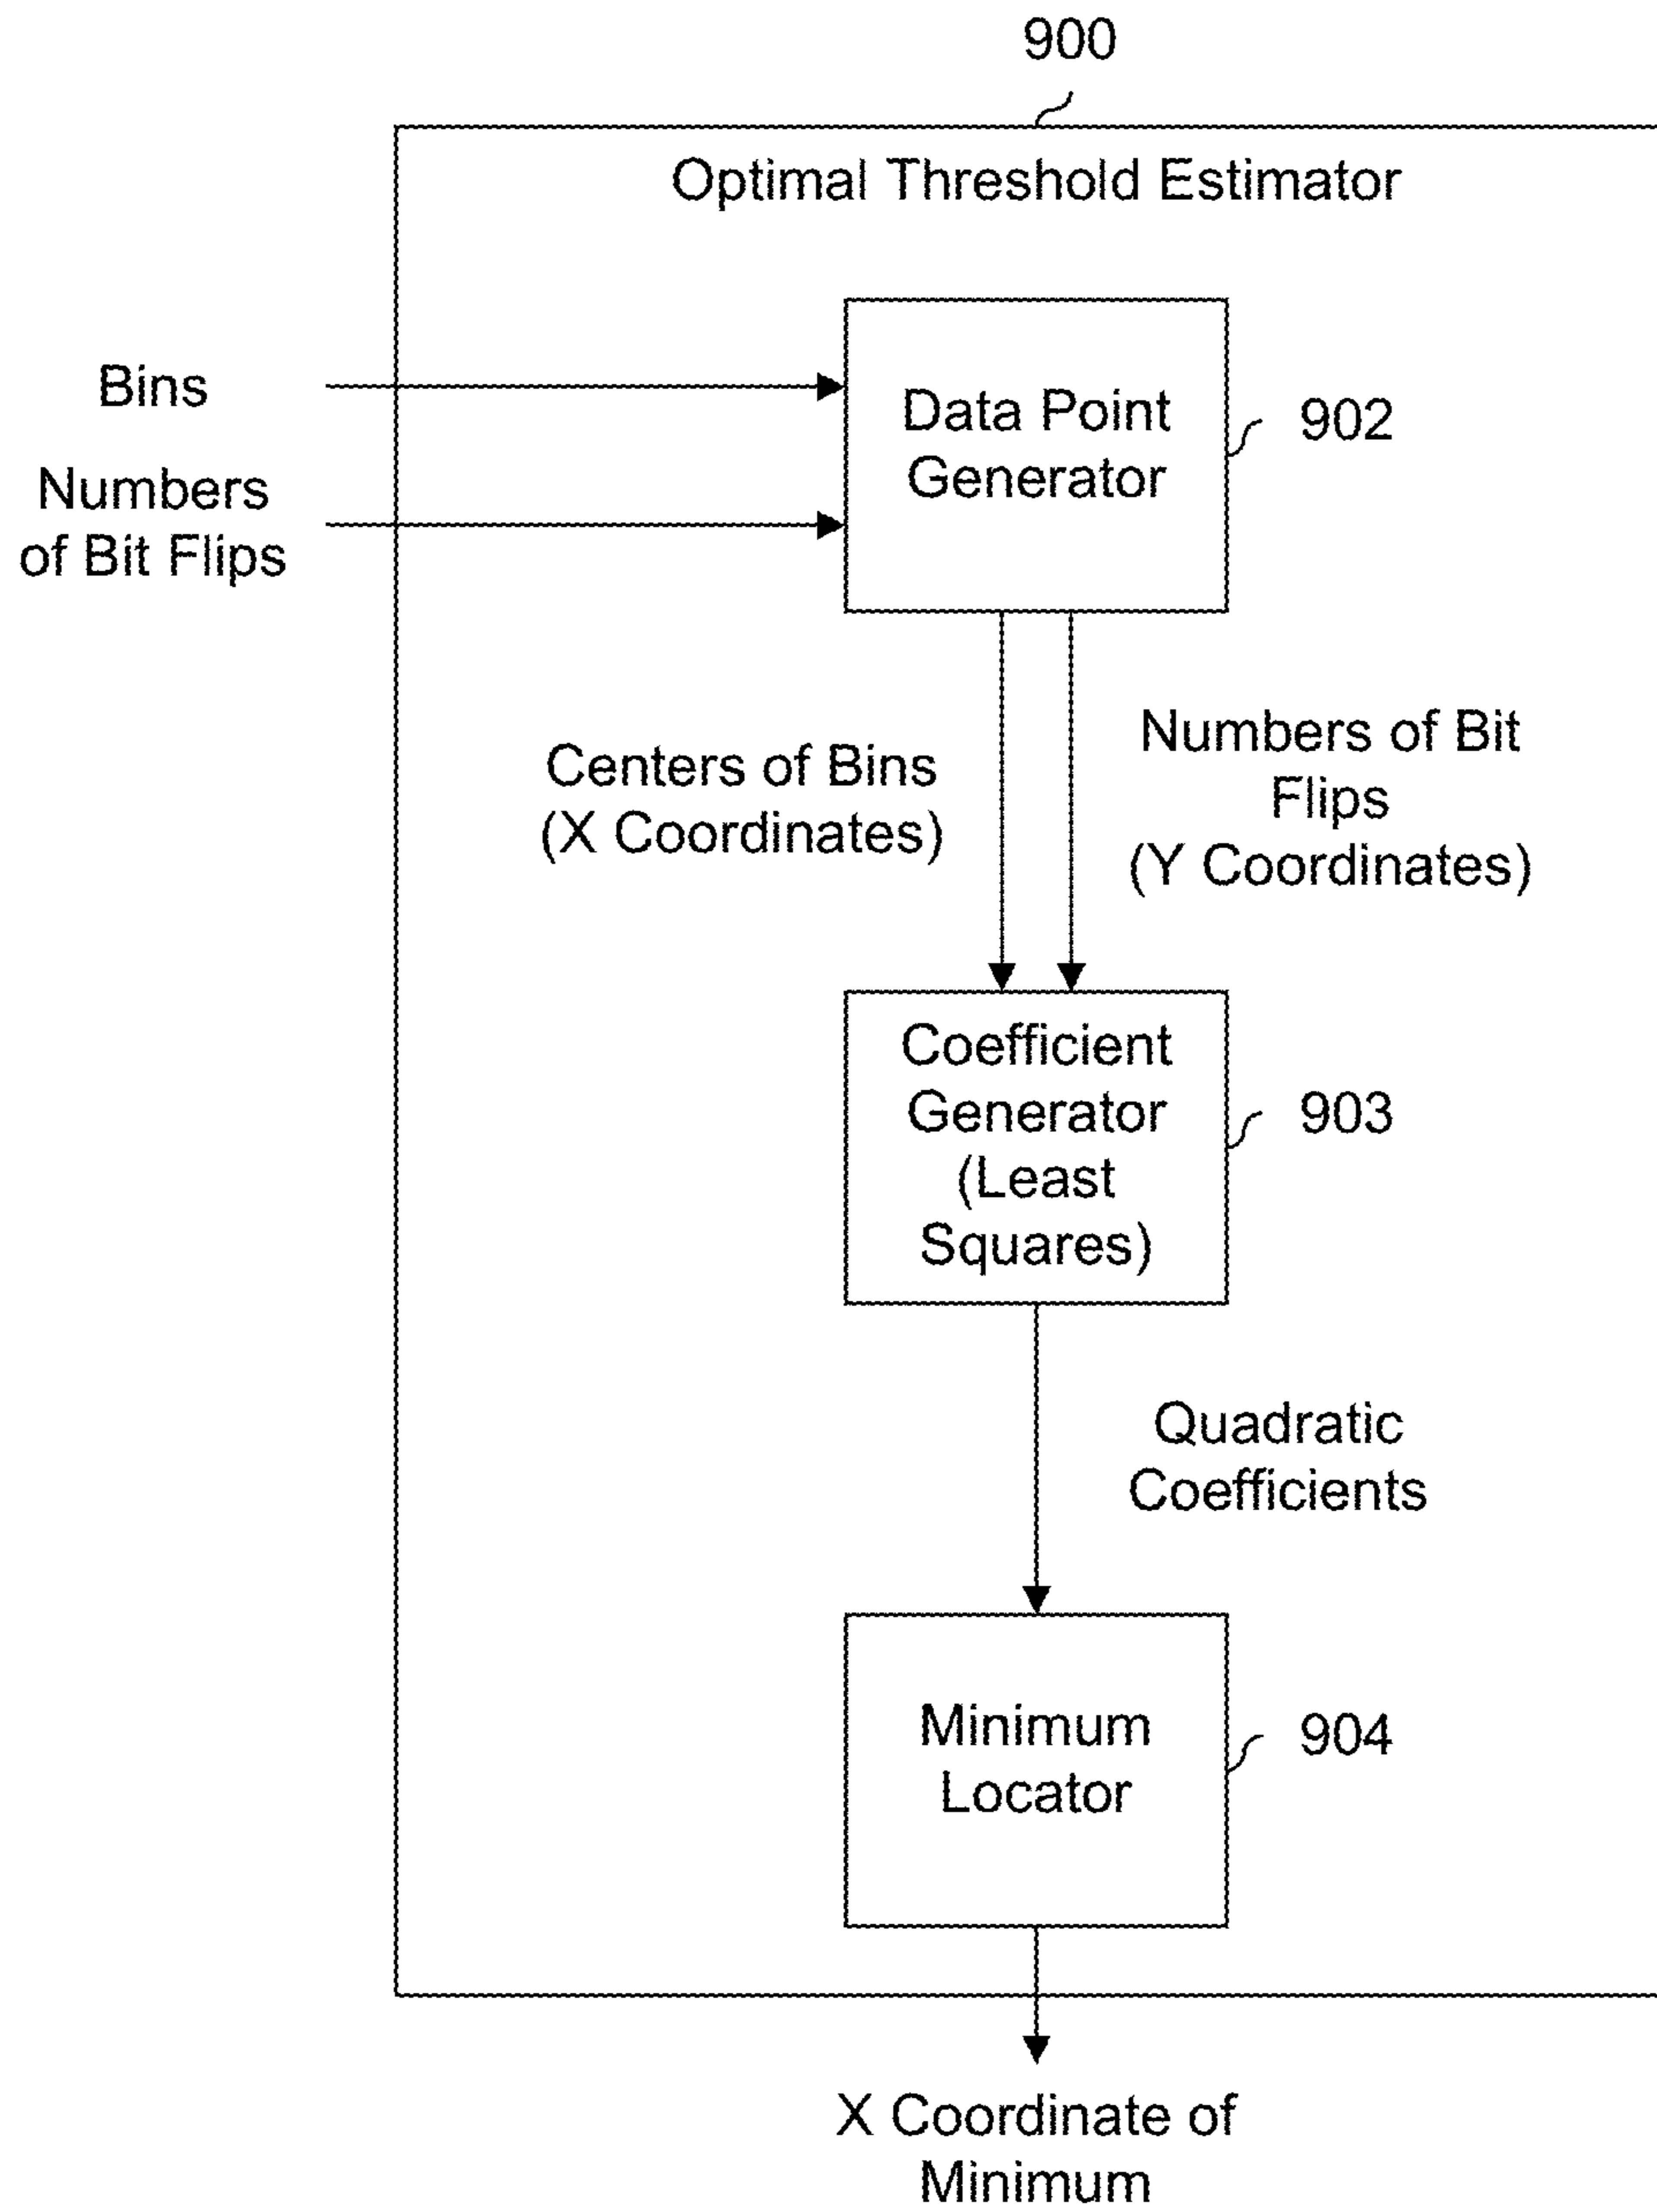 900
Optimal Threshold Estimator
Bins
Numbers
of Bit Flips
Data Point
Generator
902
Centers of Bins
(X Coordinates)
Numbers of Bit
Flips
(Y Coordinates)
Coefficient
Generator
(Least
Squares)
903
Quadratic
Coefficients
Minimum
Locator
904
X Coordinate of
Minimum